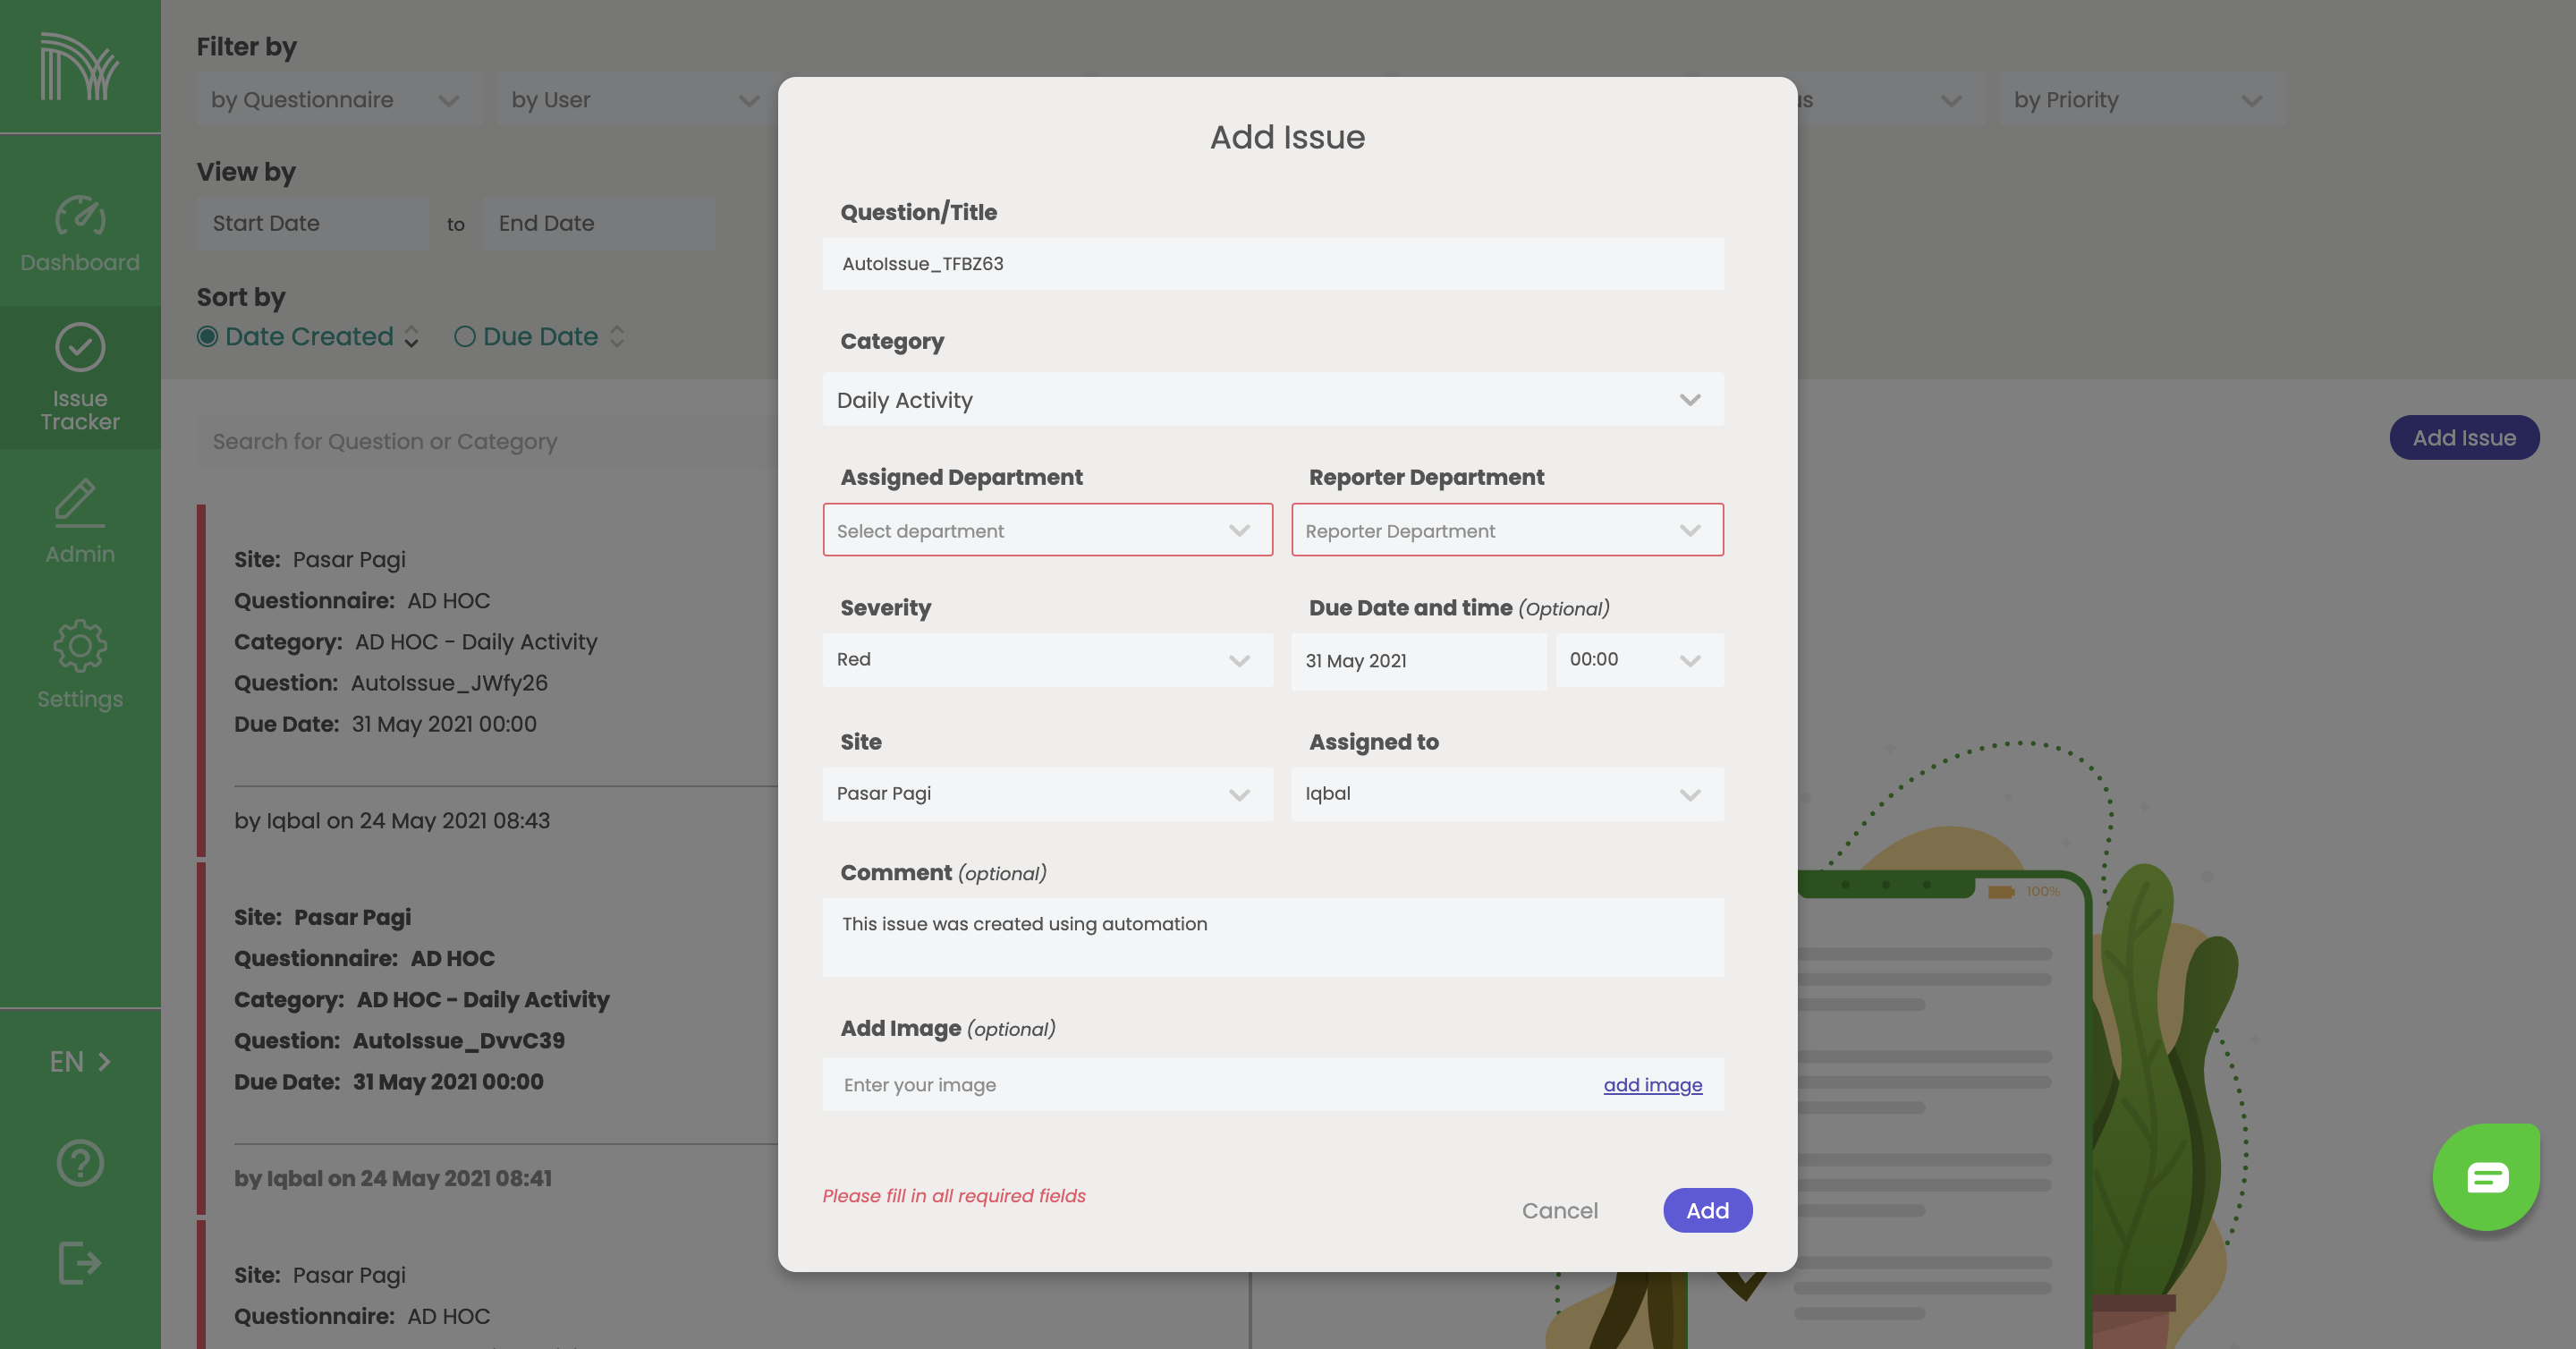 Filter by
by Questionnaire
by User
us
by Priority
View by
Start Date
to
End Date
Sort by
Date Created
Due Date
Search for Question or Category
Add Issue
Dashboard
Issue
Tracker
Admin
Settings
EN
Site: Pasar Pagi
Questionnaire: AD HOC
Category: AD HOC - Daily Activity
Question: AutoIssue_JWfy26
Due Date: 31 May 2021 00:00
by Iqbal on 24 May 2021 08:43
Site: Pasar Pagi
Questionnaire: AD HOC
Category: AD HOC - Daily Activity
Question: AutoIssue_DvvC39
Due Date: 31 May 2021 00:00
by Iqbal on 24 May 2021 08:41
Site: Pasar Pagi
Questionnaire: AD HOC
Add Issue
Question/Title
AutoIssue_TFBZ63
Category
Daily Activity
Assigned Department
Reporter Department
Select department
Reporter Department
Severity
Due Date and time (Optional)
Red
31 May 2021
00:00
Site
Assigned to
Pasar Pagi
Iqbal
Comment (optional)
This issue was created using automation
Add Image (optional)
Enter your image
add image
Please fill in all required fields
Cancel
Add
100%